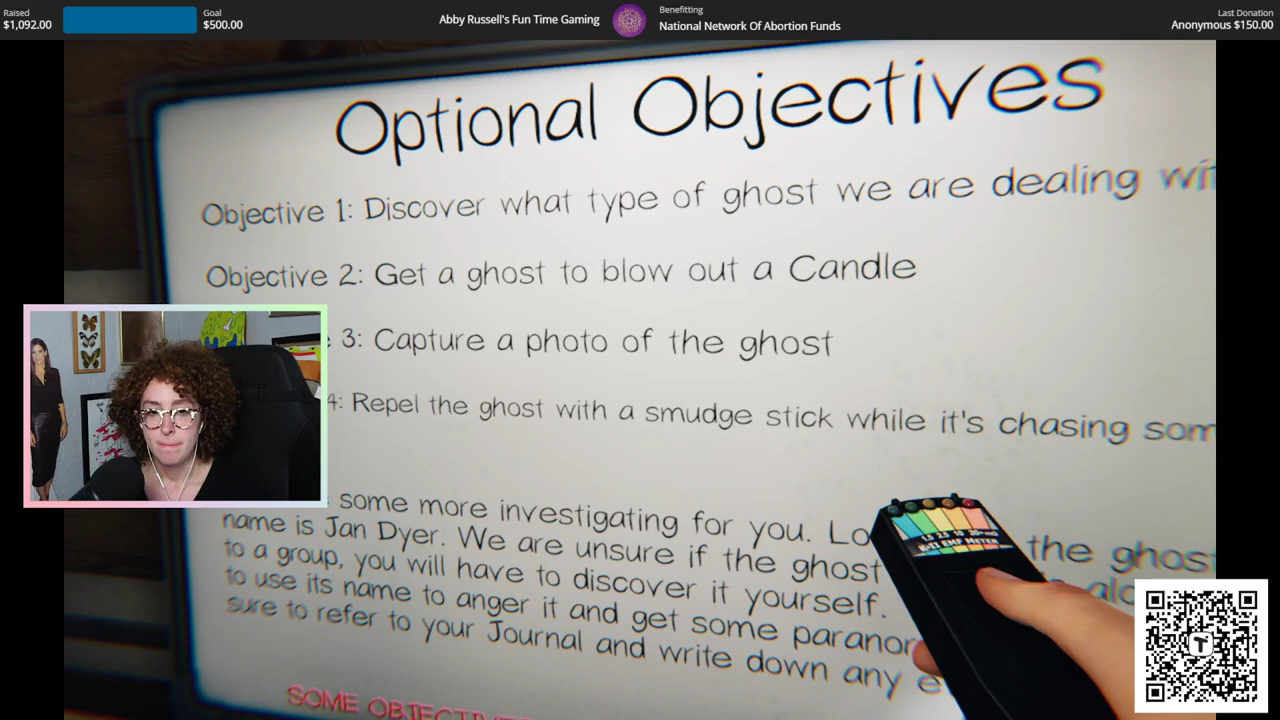 Raised
$1,092.00
Goal
$500.00
Abby Russell's Fun Time Gaming
Benefitting
National Network Of Abortion Funds
Last Donation
Anonymous $150.00
Optional Objectives
Objective 1: Discover what type of ghost we are dealing
Objective 2: Get a ghost to blow out a Candle
3: Capture a photo of the ghost
4: Repel the ghost with a smudge stick while it's chasing
some more investigating for you. the ghost
name is Jan Dyer. We are unsure if the ghost
to a group, you will have to discover it yourself.
to use its name to anger it and get some
sure to refer to your Journal and write down any
SOME
K-II EMF METER
T